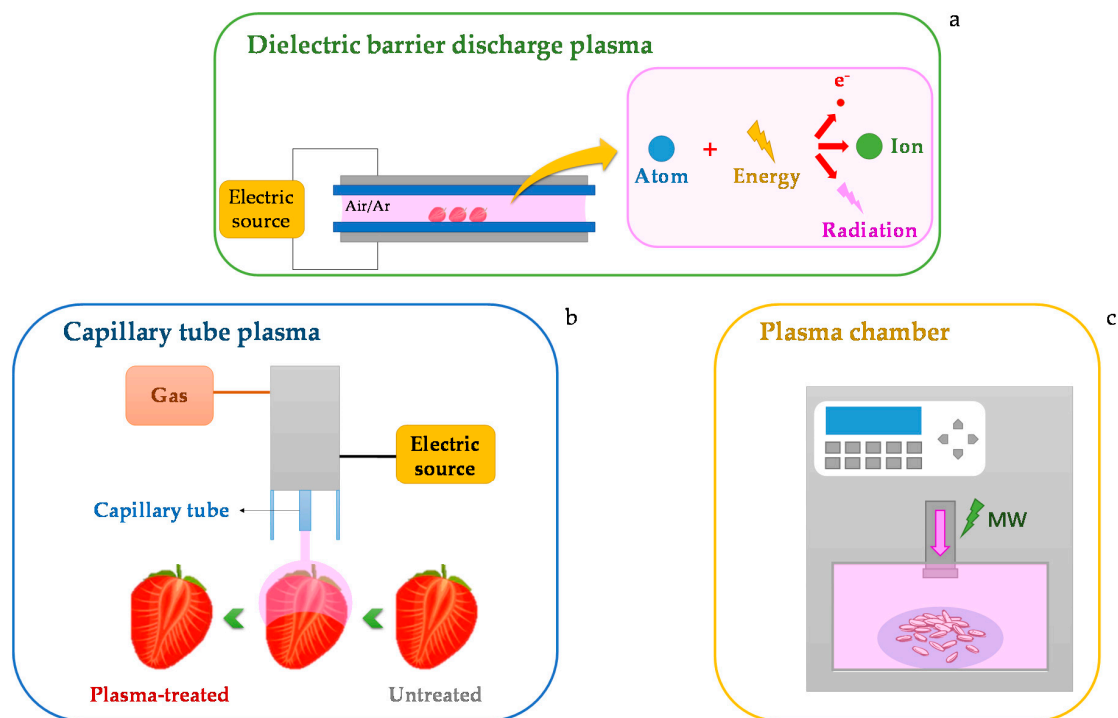 a
Dielectric barrier discharge plasma
e⁻
Atom
+
Energy
Ion
Radiation
Electric
source
Air/Ar
b
Capillary tube plasma
Gas
Electric
source
Capillary tube
Plasma-treated
Untreated
c
Plasma chamber
MW